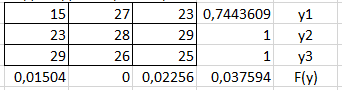 15 27 23 0,7443609 y1
23 28 29 1 y2
29 26 25 1 y3
0,01504 0 0,02256 0,037594 F(y)